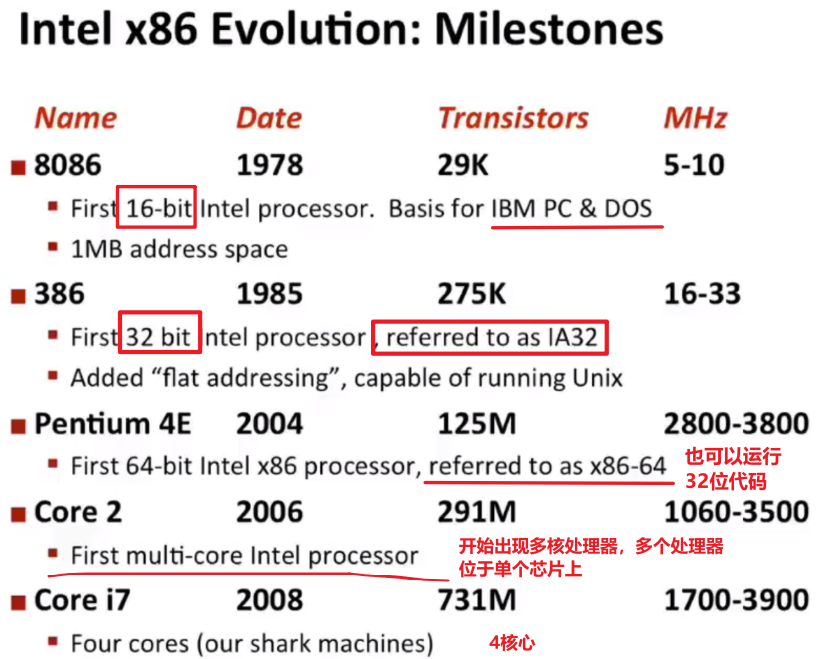 Intel x86 Evolution: Milestones
Name Date Transistors MHz
8086 1978 29K 5-10
First 16-bit Intel processor. Basis for IBM PC & DOS
1MB address space
386 1985 275K 16-33
First 32 bit Intel processor , referred to as IA32
Added “flat addressing”, capable of running Unix
Pentium 4E 2004 125M 2800-3800
First 64-bit Intel x86 processor, referred to as x86-64
也可以运行
32位代码
Core 2 2006 291M 1060-3500
First multi-core Intel processor
开始出现多核处理器，多个处理器
位于单个芯片上
Core i7 2008 731M 1700-3900
Four cores (our shark machines) 4核心